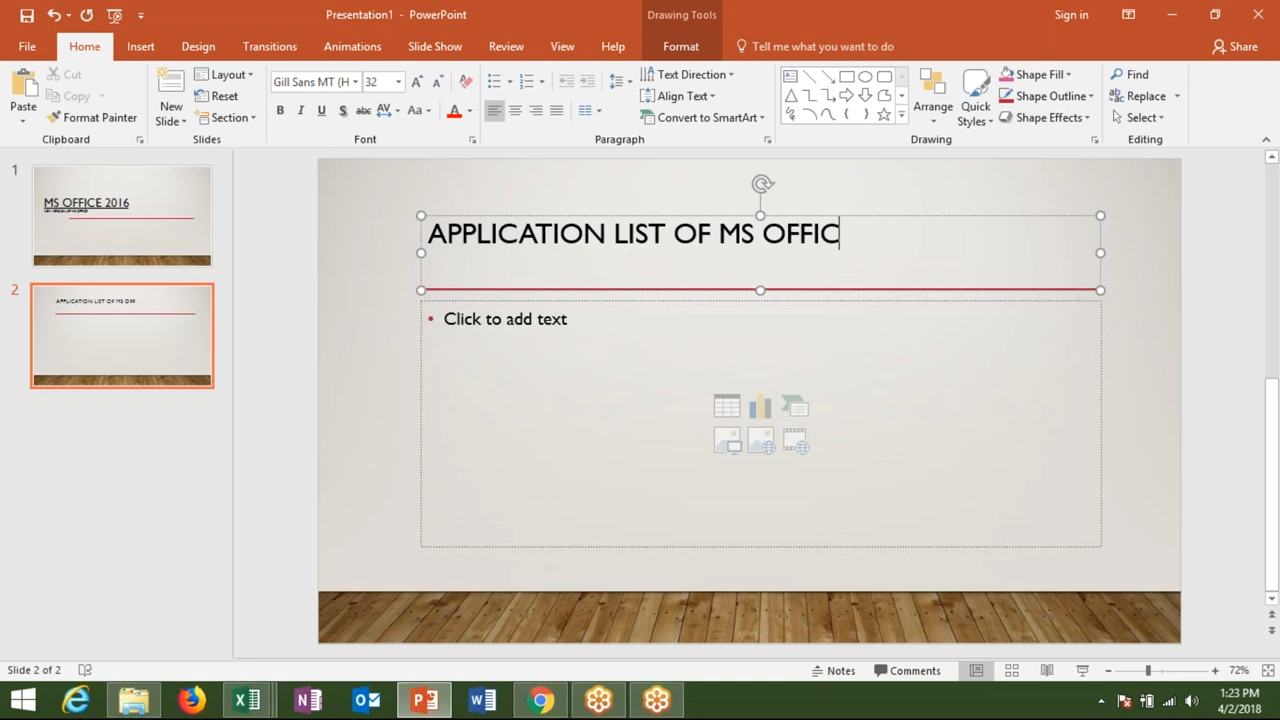 Presentation1 - PowerPoint
Drawing Tools
Sign in
File
Home
Insert
Design
Transitions
Animations
Slide Show
Review
View
Help
Format
Tell me what you want to do
Share
Paste
Cut
Copy
Format Painter
Clipboard
New
Slide
Layout
Reset
Section
Slides
Gill Sans MT (H
32
B I U S abc AV Aa A
Font
Text Direction
Align Text
Convert to SmartArt
Paragraph
Arrange
Quick
Styles
Shape Fill
Shape Outline
Shape Effects
Drawing
Find
Replace
Select
Editing
1
MS OFFICE 2016
2
APPLICATION LIST OF MS OFF
APPLICATION LIST OF MS OFFIC
• Click to add text
Slide 2 of 2
Notes
Comments
72%
1:23 PM
4/2/2018